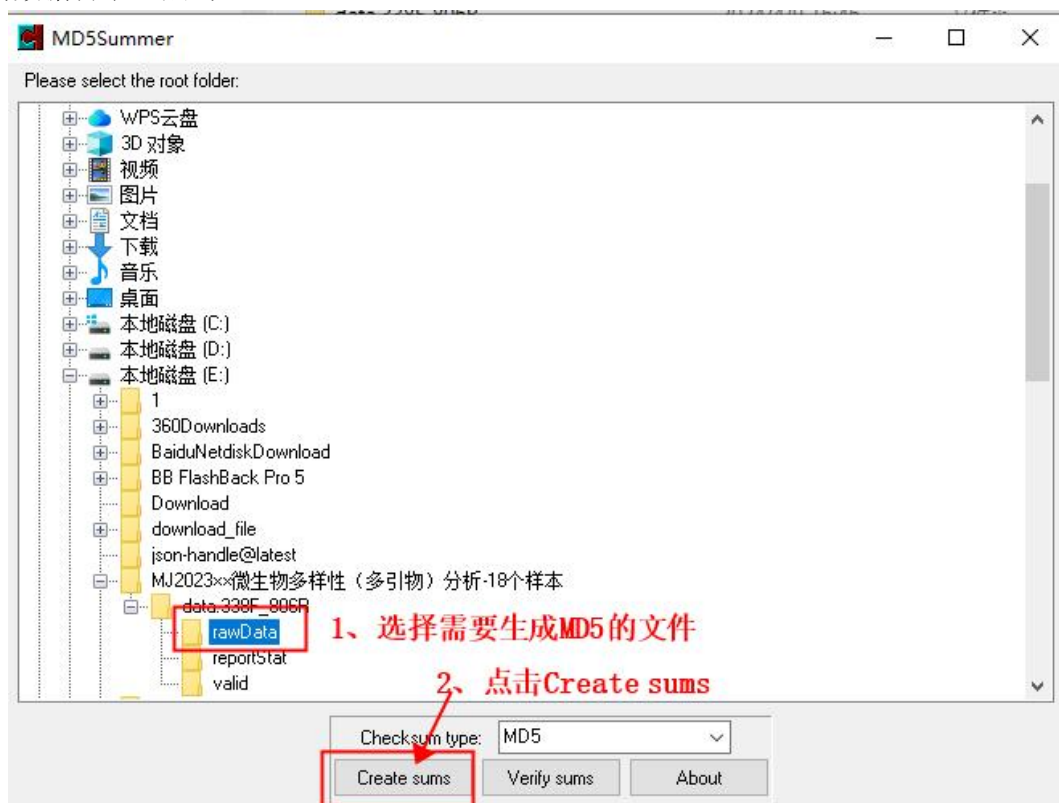 MD5Summer
Please select the root folder:
WPS云盘
3D 对象
视频
图片
文档
下载
音乐
桌面
本地磁盘 (C:)
本地磁盘 (D:)
本地磁盘 (E:)
1
360Downloads
BaiduNetdiskDownload
BB FlashBack Pro 5
Download
download_file
json-handle@latest
MJ2023××微生物多样性（多引物）分析-18个样本
data.338F_806R
rawData
1、选择需要生成MD5的文件
reportStat
valid
2、点击Create sums
Checksum type: MD5
Create sums Verify sums About